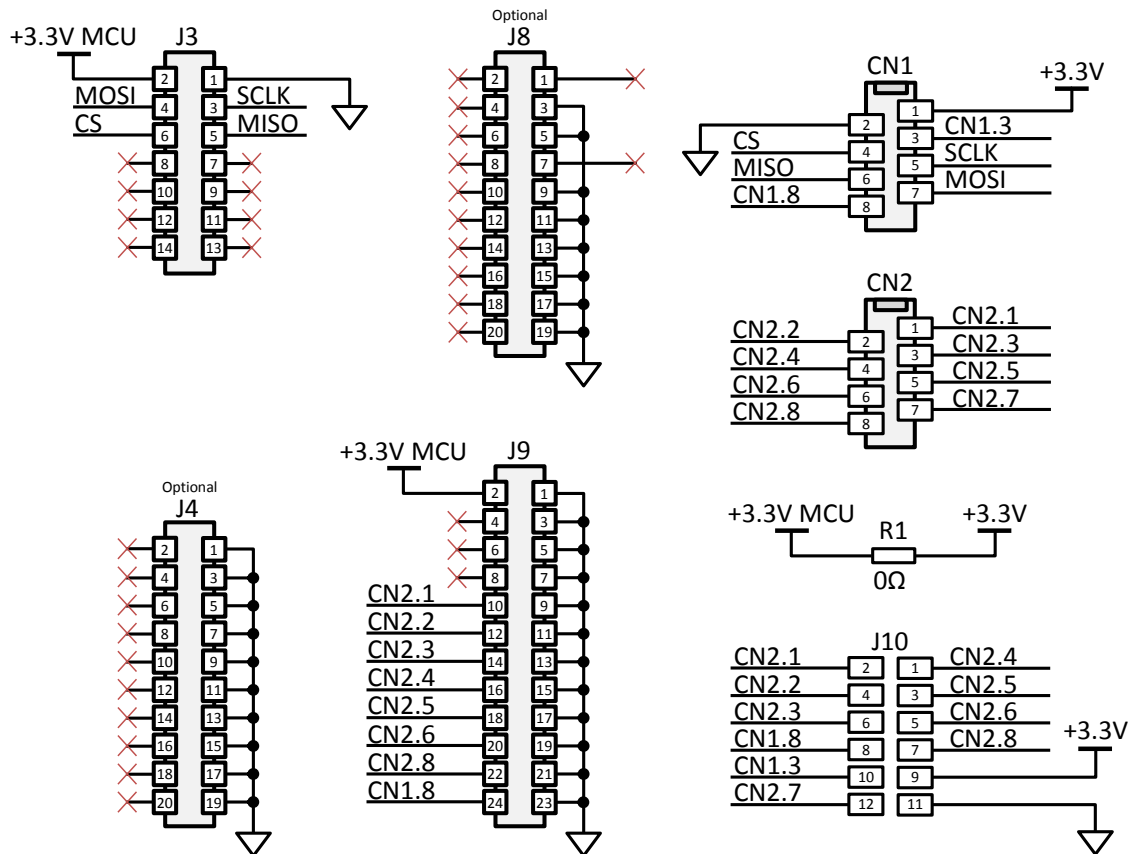 +3.3V MCU
J3
2 1
MOSI 4 3 SCLK
CS 6 5 MISO
8 7
10 9
12 11
14 13
Optional
J8
2 1
4 3
6 5
8 7
10 9
12 11
14 13
16 15
18 17
20 19
CN1
+3.3V
1
2
3 CN1.3
CS 4
5 SCLK
MISO 6
7 MOSI
CN1.8 8
CN2
1 CN2.1
CN2.2 2
3 CN2.3
CN2.4 4
5 CN2.5
CN2.6 6
7 CN2.7
CN2.8 8
Optional
J4
2 1
4 3
6 5
8 7
10 9
12 11
14 13
16 15
18 17
20 19
+3.3V MCU
J9
2 1
4 3
6 5
8 7
CN2.1 10 9
CN2.2 12 11
CN2.3 14 13
CN2.4 16 15
CN2.5 18 17
CN2.6 20 19
CN2.8 22 21
CN1.8 24 23
+3.3V MCU
R1
+3.3V
0Ω
J10
CN2.1 2 1 CN2.4
CN2.2 4 3 CN2.5
CN2.3 6 5 CN2.6
CN1.8 8 7 CN2.8
+3.3V
CN1.3 10 9
CN2.7 12 11